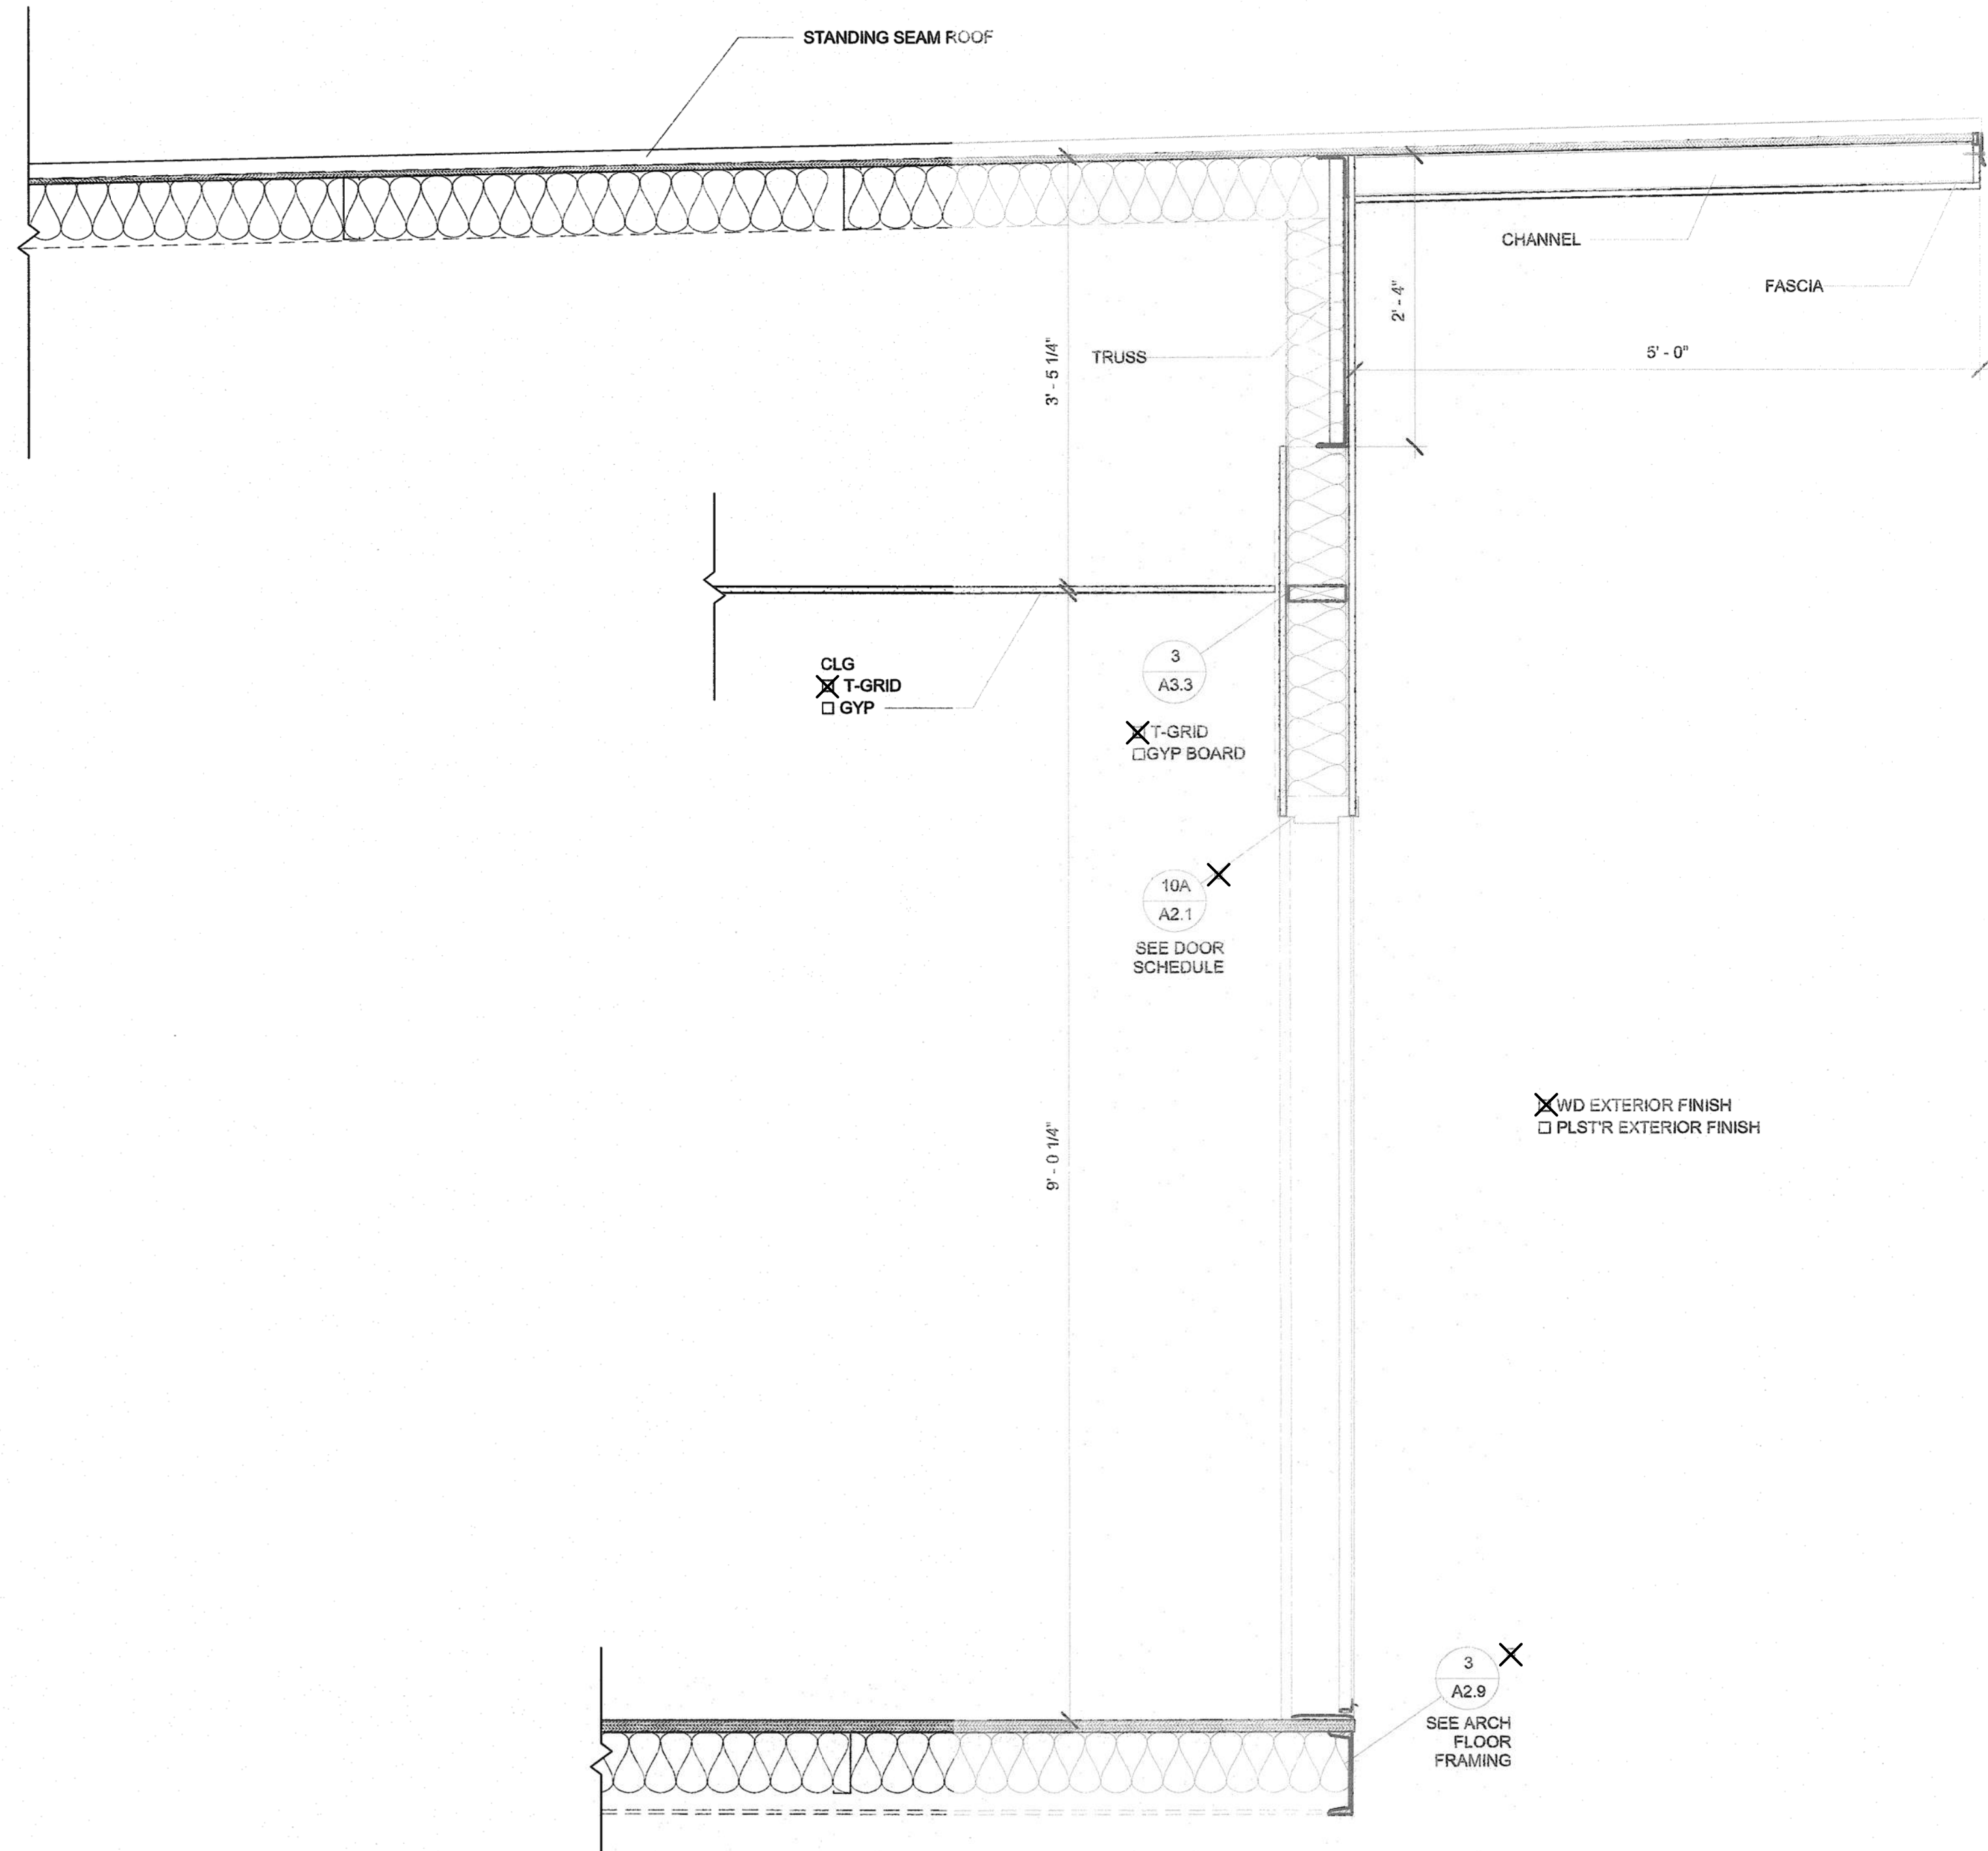 STANDING SEAM ROOF
CHANNEL
FASCIA
2' - 4"
5' - 0"
3' - 5 1/4"
TRUSS
CLG
T-GRID
GYP
3
A3.3
T-GRID
GYP BOARD
10A
A2.1
SEE DOOR
SCHEDULE
9' - 0 1/4"
WD EXTERIOR FINISH
PLST'R EXTERIOR FINISH
3
A2.9
SEE ARCH
FLOOR
FRAMING